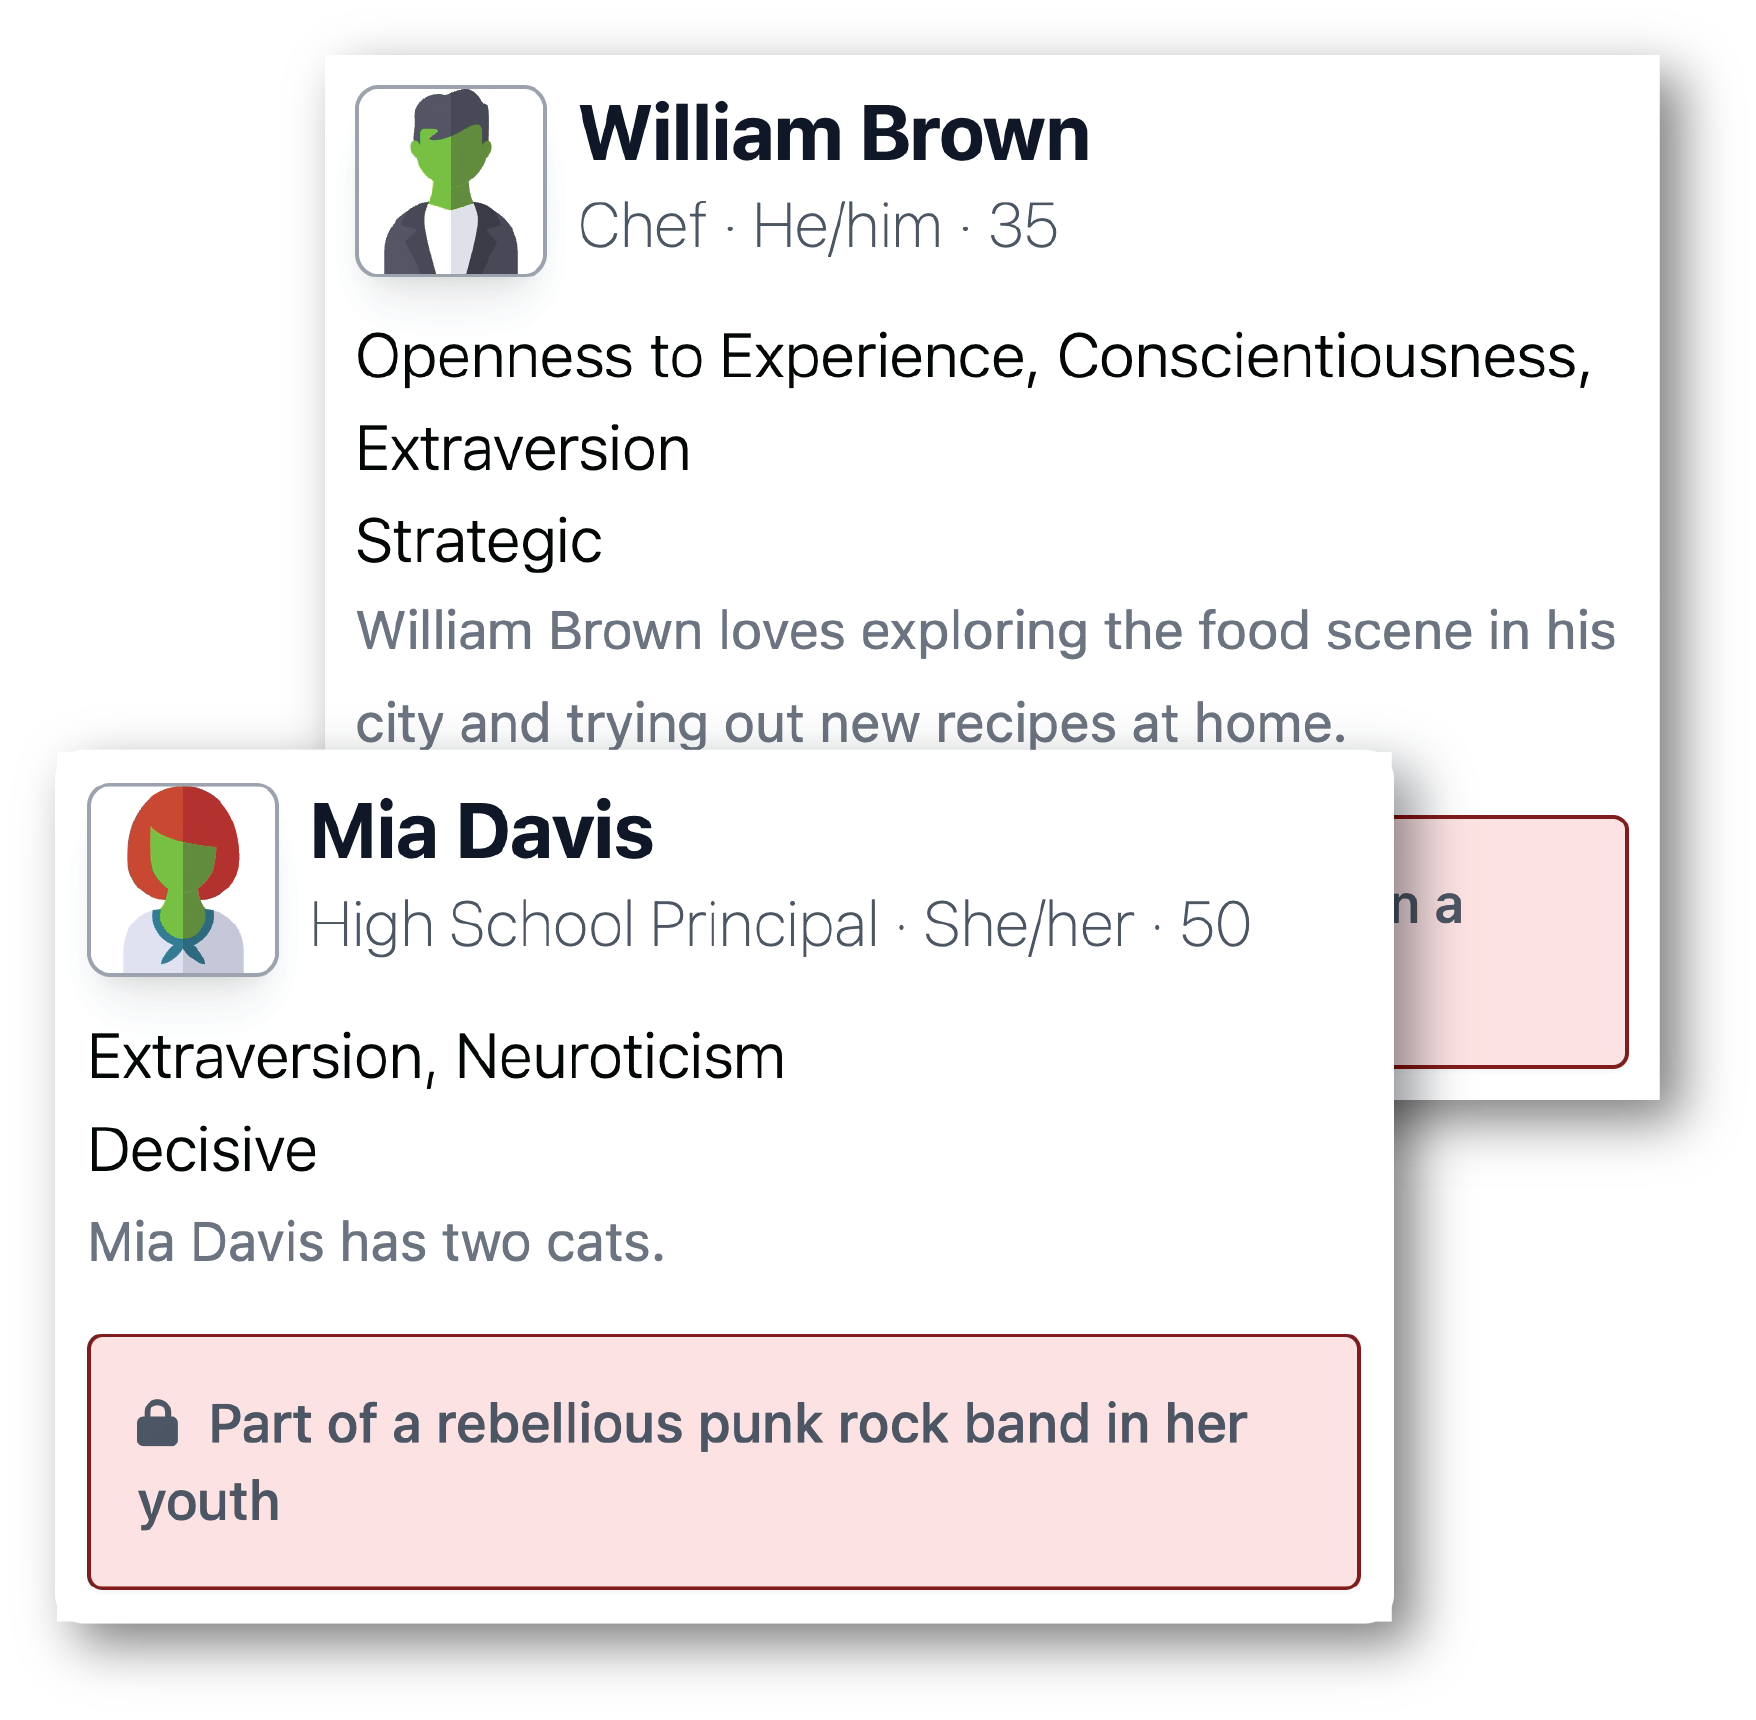 William Brown
Chef · He/him · 35
Openness to Experience, Conscientiousness,
Extraversion
Strategic
William Brown loves exploring the food scene in his
city and trying out new recipes at home.
a
Mia Davis
High School Principal · She/her · 50
Extraversion, Neuroticism
Decisive
Mia Davis has two cats.
Part of a rebellious punk rock band in her
youth